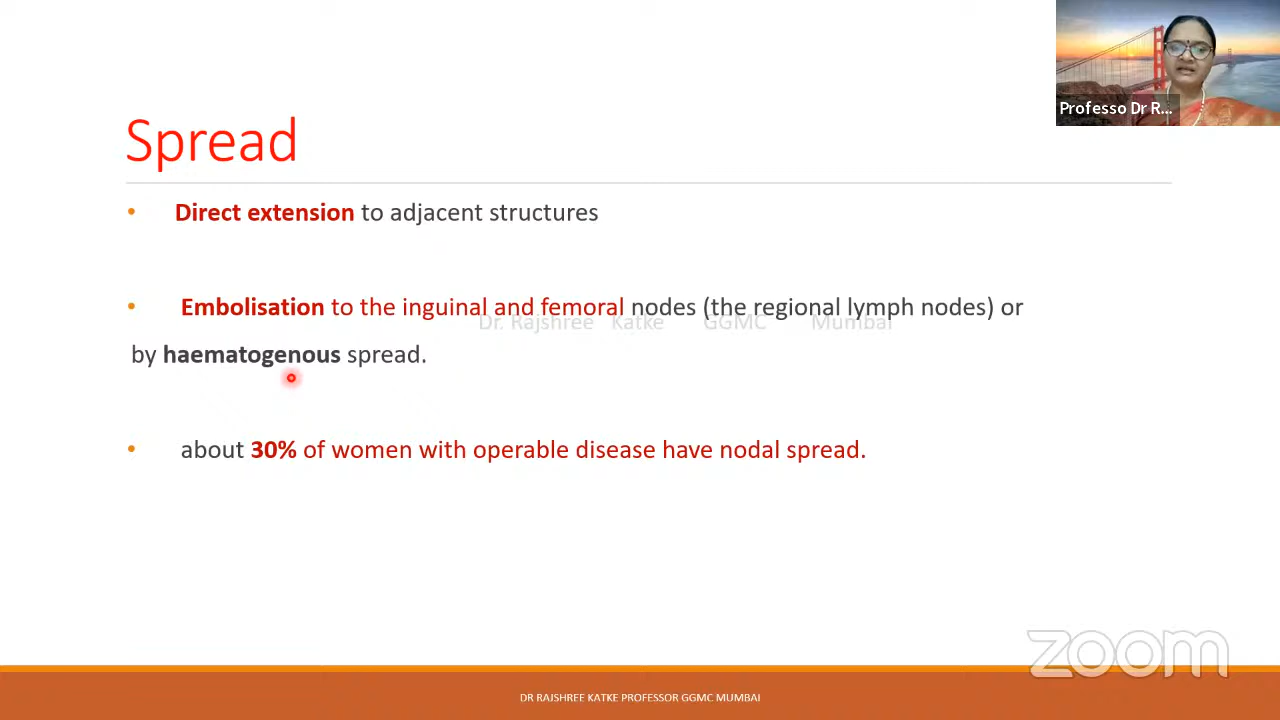 Professo Dr R...
Spread
• Direct extension to adjacent structures
• Embolisation to the inguinal and femoral nodes (the regional lymph nodes) or
Dr. Rajshree Katke GGMC Mumbai
by haematogenous spread.
• about 30% of women with operable disease have nodal spread.
zoom
DR RAJSHREE KATKE PROFESSOR GGMC MUMBAI